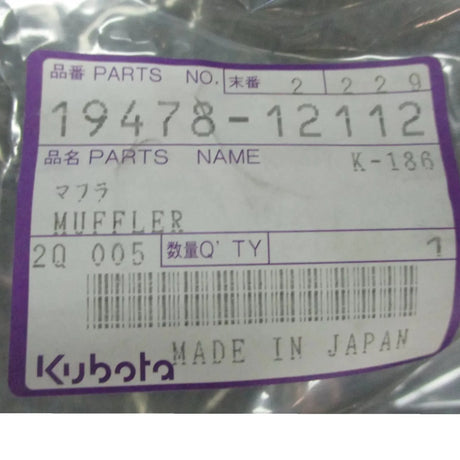 品番 PARTS NO. 末番 2 229
19478-12112
品名 PARTS NAME K-186
マフラ
MUFFLER
2Q 005 数量Q'TY 1
Kubota MADE IN JAPAN